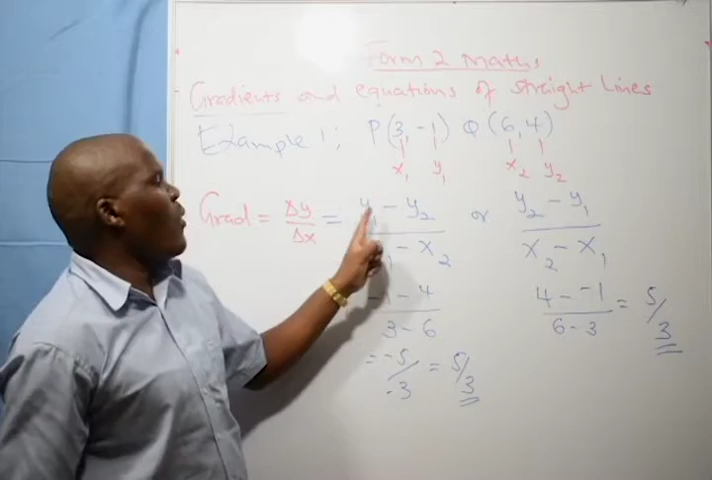 Form 2 Maths
Gradients and equations of straight Lines
Example 1; P(3,-1) Q(6,4)
x₁ y₁ x₂ y₂
Grad = Δy/Δx = y₁ - y₂ or y₂ - y₁
- x₂ x₂ - x₁
-1 - 4 4 - -1 = 5/3
3 - 6 6 - 3
= -5/-3 = 5/3